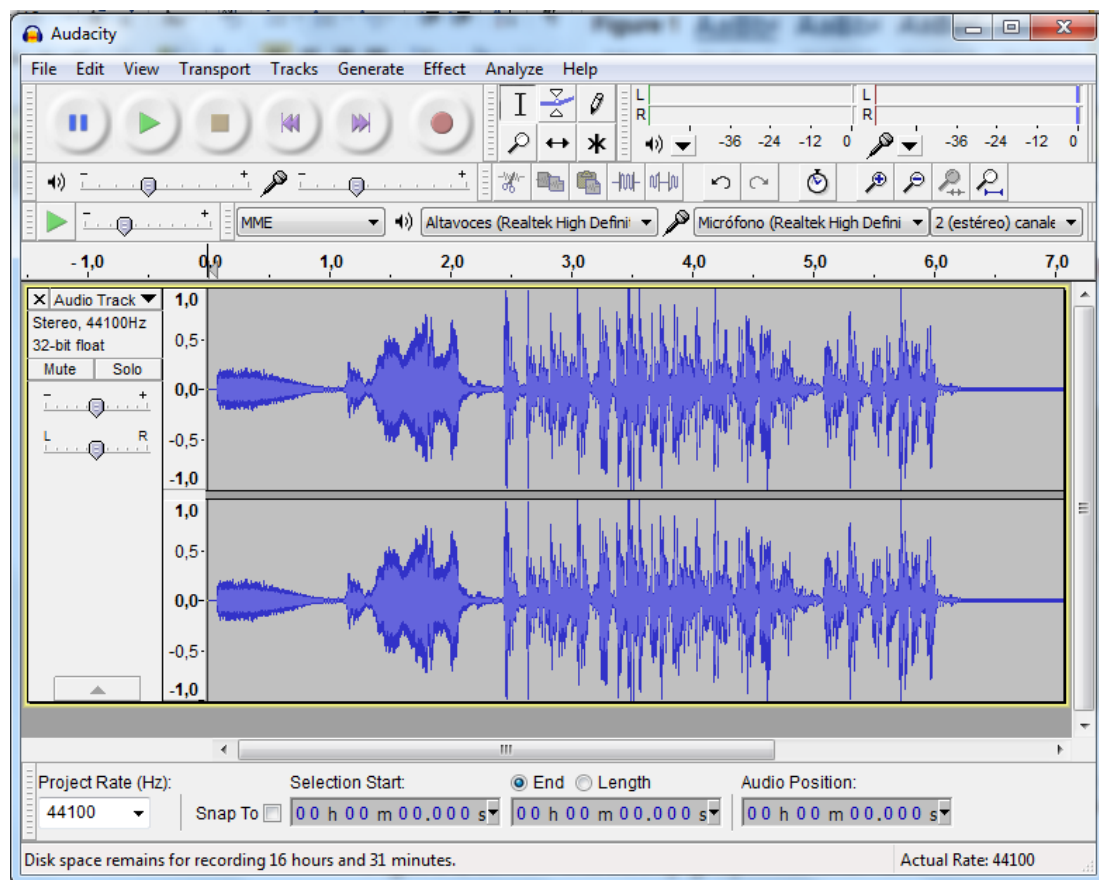 Audacity
File Edit View Transport Tracks Generate Effect Analyze Help
L
R
-36 -24 -12 0
L
R
-36 -24 -12 0
- + - +
- + MME Altavoces (Realtek High Defini Micrófono (Realtek High Defini 2 (estéreo) canale
- 1,0 0,0 1,0 2,0 3,0 4,0 5,0 6,0 7,0
X Audio Track
Stereo, 44100Hz
32-bit float
Mute Solo
- +
L R
1,0
0,5-
0,0-
-0,5-
-1,0
1,0
0,5-
0,0-
-0,5-
-1,0
Project Rate (Hz): Selection Start: End Length Audio Position:
44100 Snap To 00 h 00 m 00.000 s 00 h 00 m 00.000 s 00 h 00 m 00.000 s
Disk space remains for recording 16 hours and 31 minutes. Actual Rate: 44100